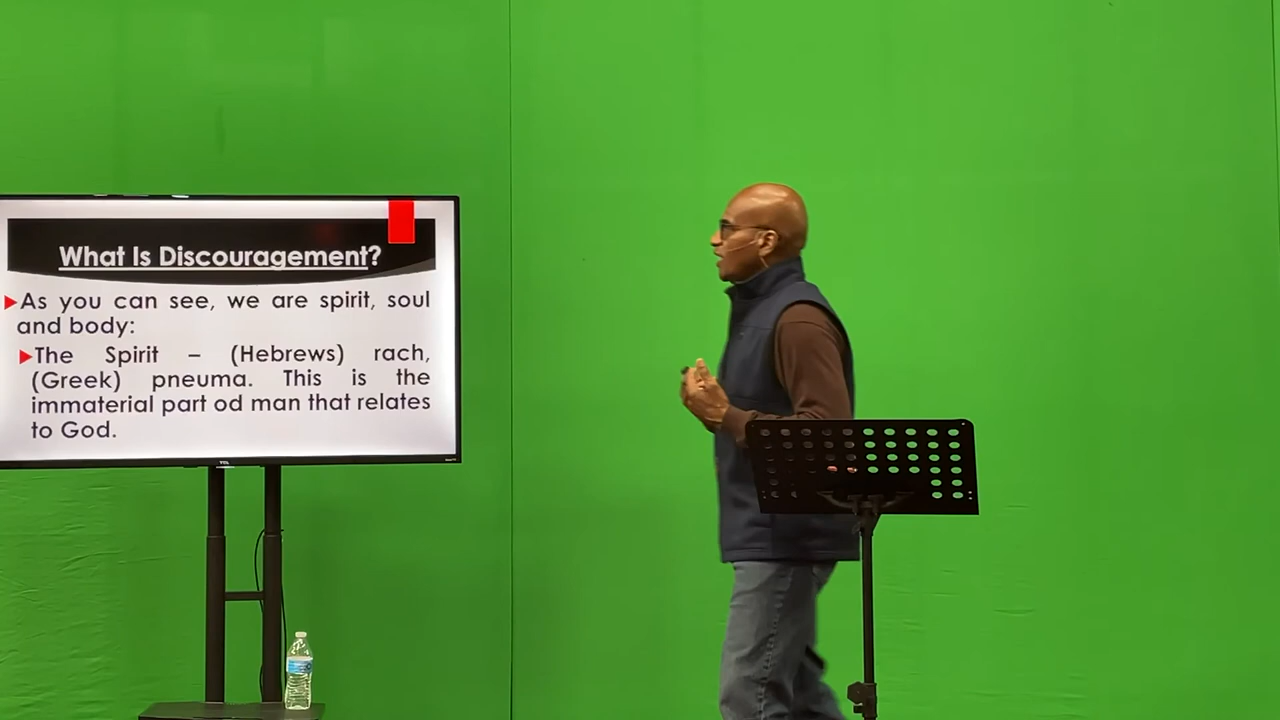 What Is Discouragement?
As you can see, we are spirit, soul
and body:
The Spirit – (Hebrews) rach,
(Greek) pneuma. This is the
immaterial part od man that relates
to God.
TCL